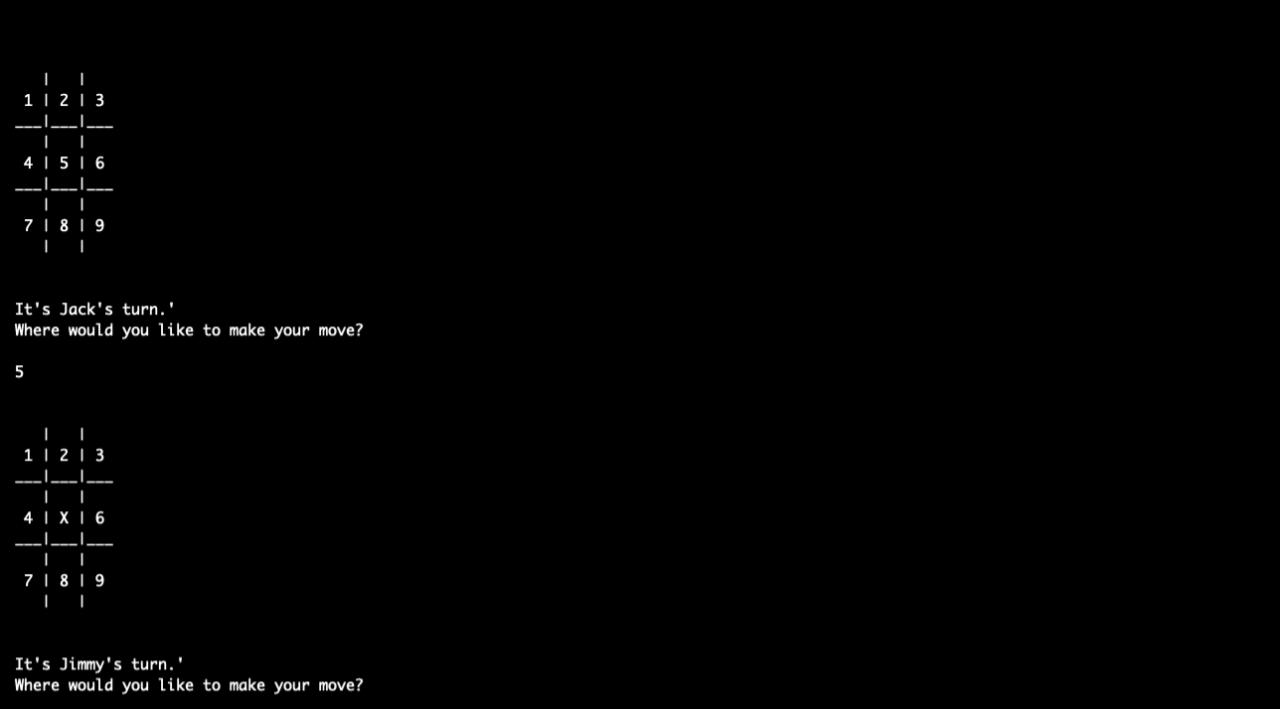 |   |
 1 | 2 | 3
___|___|___
   |   |
 4 | 5 | 6
___|___|___
   |   |
 7 | 8 | 9
   |   |
It's Jack's turn.'
Where would you like to make your move?
5
   |   |
 1 | 2 | 3
___|___|___
   |   |
 4 | X | 6
___|___|___
   |   |
 7 | 8 | 9
   |   |
It's Jimmy's turn.'
Where would you like to make your move?